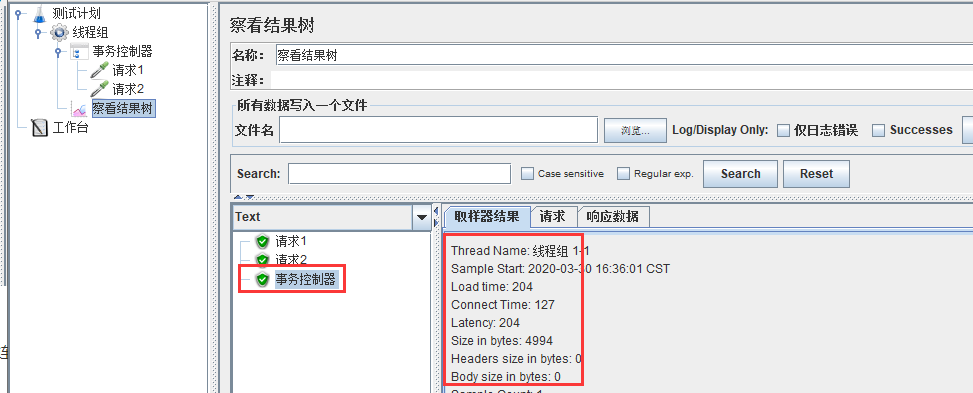 测试计划
线程组
事务控制器
请求1
请求2
察看结果树
工作台
察看结果树
名称： 察看结果树
注释：
所有数据写入一个文件
文件名 浏览... Log/Display Only: 仅日志错误 Successes
Search: Case sensitive Regular exp. Search Reset
Text
请求1
请求2
事务控制器
取样器结果 请求 响应数据
Thread Name: 线程组 1-1
Sample Start: 2020-03-30 16:36:01 CST
Load time: 204
Connect Time: 127
Latency: 204
Size in bytes: 4994
Headers size in bytes: 0
Body size in bytes: 0
Sample Count: 1